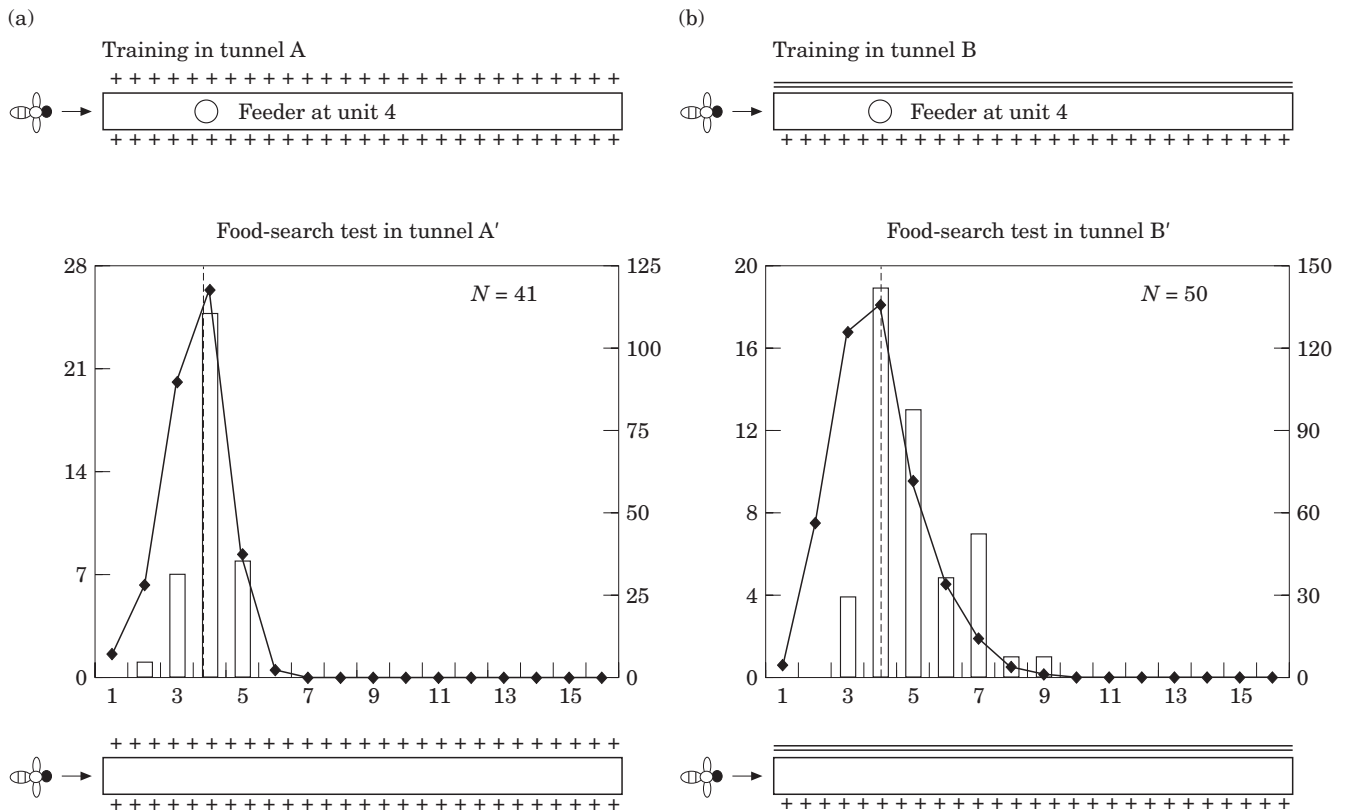 (a)
Training in tunnel A
+ + + + + + + + + + + + + + + + + + + + + + + + + + +
Feeder at unit 4
+ + + + + + + + + + + + + + + + + + + + + + + + + + +
Food-search test in tunnel A′
28
21
14
7
0
125
100
75
50
25
0
N = 41
1 3 5 7 9 11 13 15
+ + + + + + + + + + + + + + + + + + + + + + + + + + +
+ + + + + + + + + + + + + + + + + + + + + + + + + + +
(b)
Training in tunnel B
Feeder at unit 4
+ + + + + + + + + + + + + + + + + + + + + + + + + + +
Food-search test in tunnel B′
20
16
12
8
4
0
150
120
90
60
30
0
N = 50
1 3 5 7 9 11 13 15
+ + + + + + + + + + + + + + + + + + + + + + + + + + +